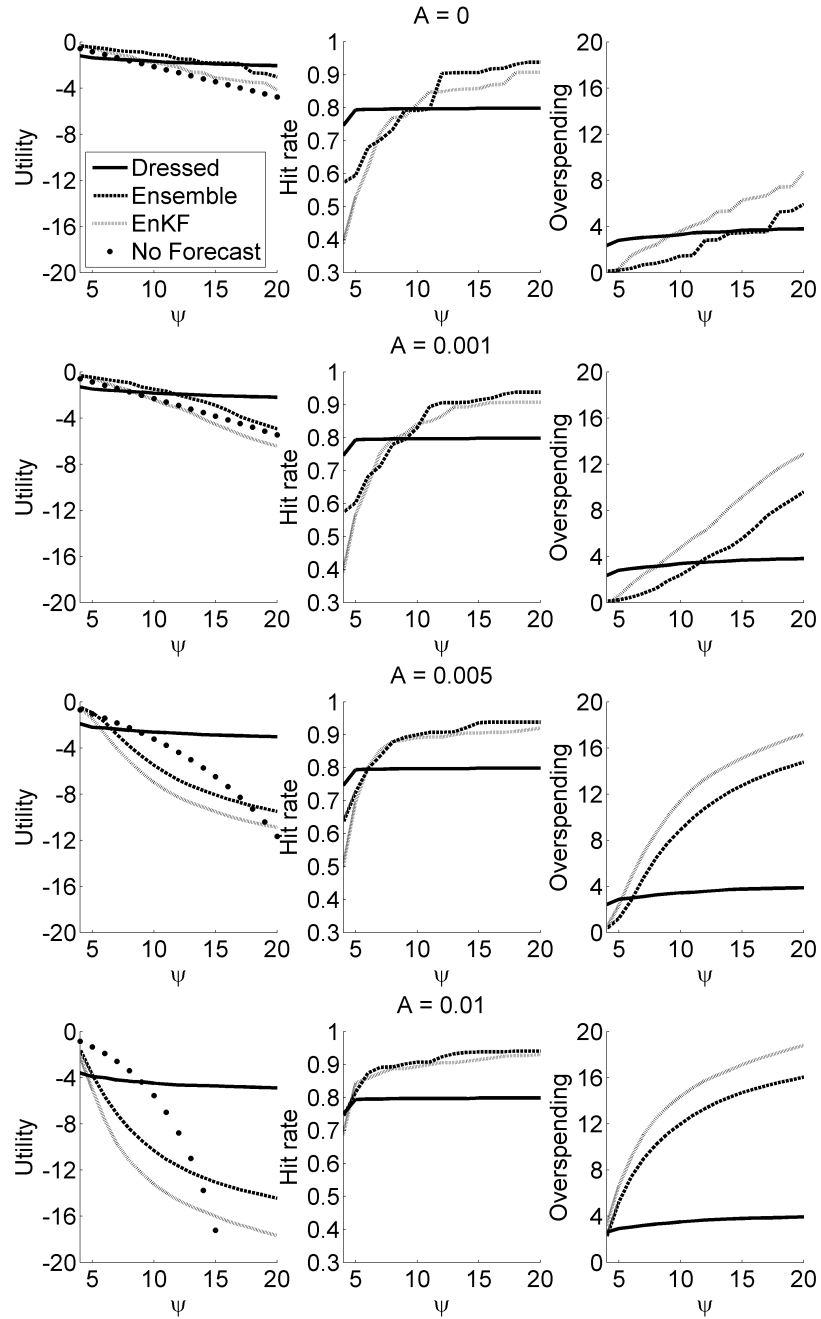 A = 0
0
-4
-8
-12
-16
-20
Utility
5 10 15 20
ψ
Dressed
Ensemble
EnKF
No Forecast
1
0.9
0.8
0.7
0.6
0.5
0.4
0.3
Hit rate
5 10 15 20
ψ
20
16
12
8
4
0
Overspending
5 10 15 20
ψ
A = 0.001
0
-4
-8
-12
-16
-20
Utility
5 10 15 20
ψ
1
0.9
0.8
0.7
0.6
0.5
0.4
0.3
Hit rate
5 10 15 20
ψ
20
16
12
8
4
0
Overspending
5 10 15 20
ψ
A = 0.005
0
-4
-8
-12
-16
-20
Utility
5 10 15 20
ψ
1
0.9
0.8
0.7
0.6
0.5
0.4
0.3
Hit rate
5 10 15 20
ψ
20
16
12
8
4
0
Overspending
5 10 15 20
ψ
A = 0.01
0
-4
-8
-12
-16
-20
Utility
5 10 15 20
ψ
1
0.9
0.8
0.7
0.6
0.5
0.4
0.3
Hit rate
5 10 15 20
ψ
20
16
12
8
4
0
Overspending
5 10 15 20
ψ